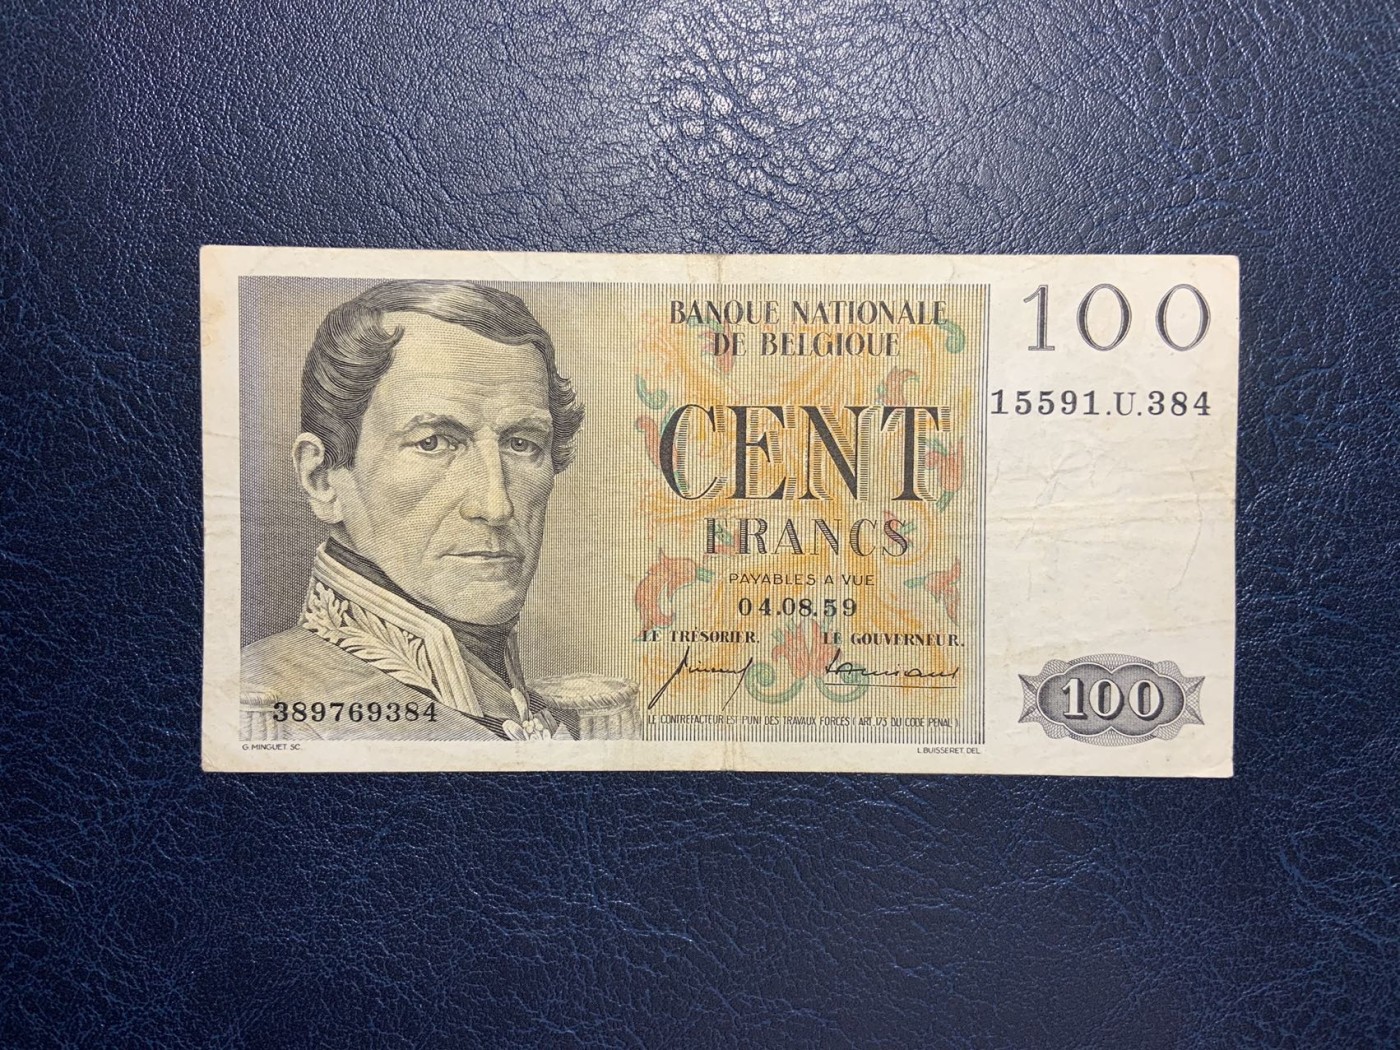 BANQUE NATIONALE
DE BELGIQUE
100
15591.U.384
CENT
FRANCS
PAYABLES A VUE
04.08.59
LE TRÉSORIER. LE GOUVERNEUR.
389769384
LE CONTREFACTEUR EST PUNI DES TRAVAUX FORCÉS (ART. 173 DU CODE PENAL)
100
G. MINGUET SC.
L. BUISSERET. DEL.